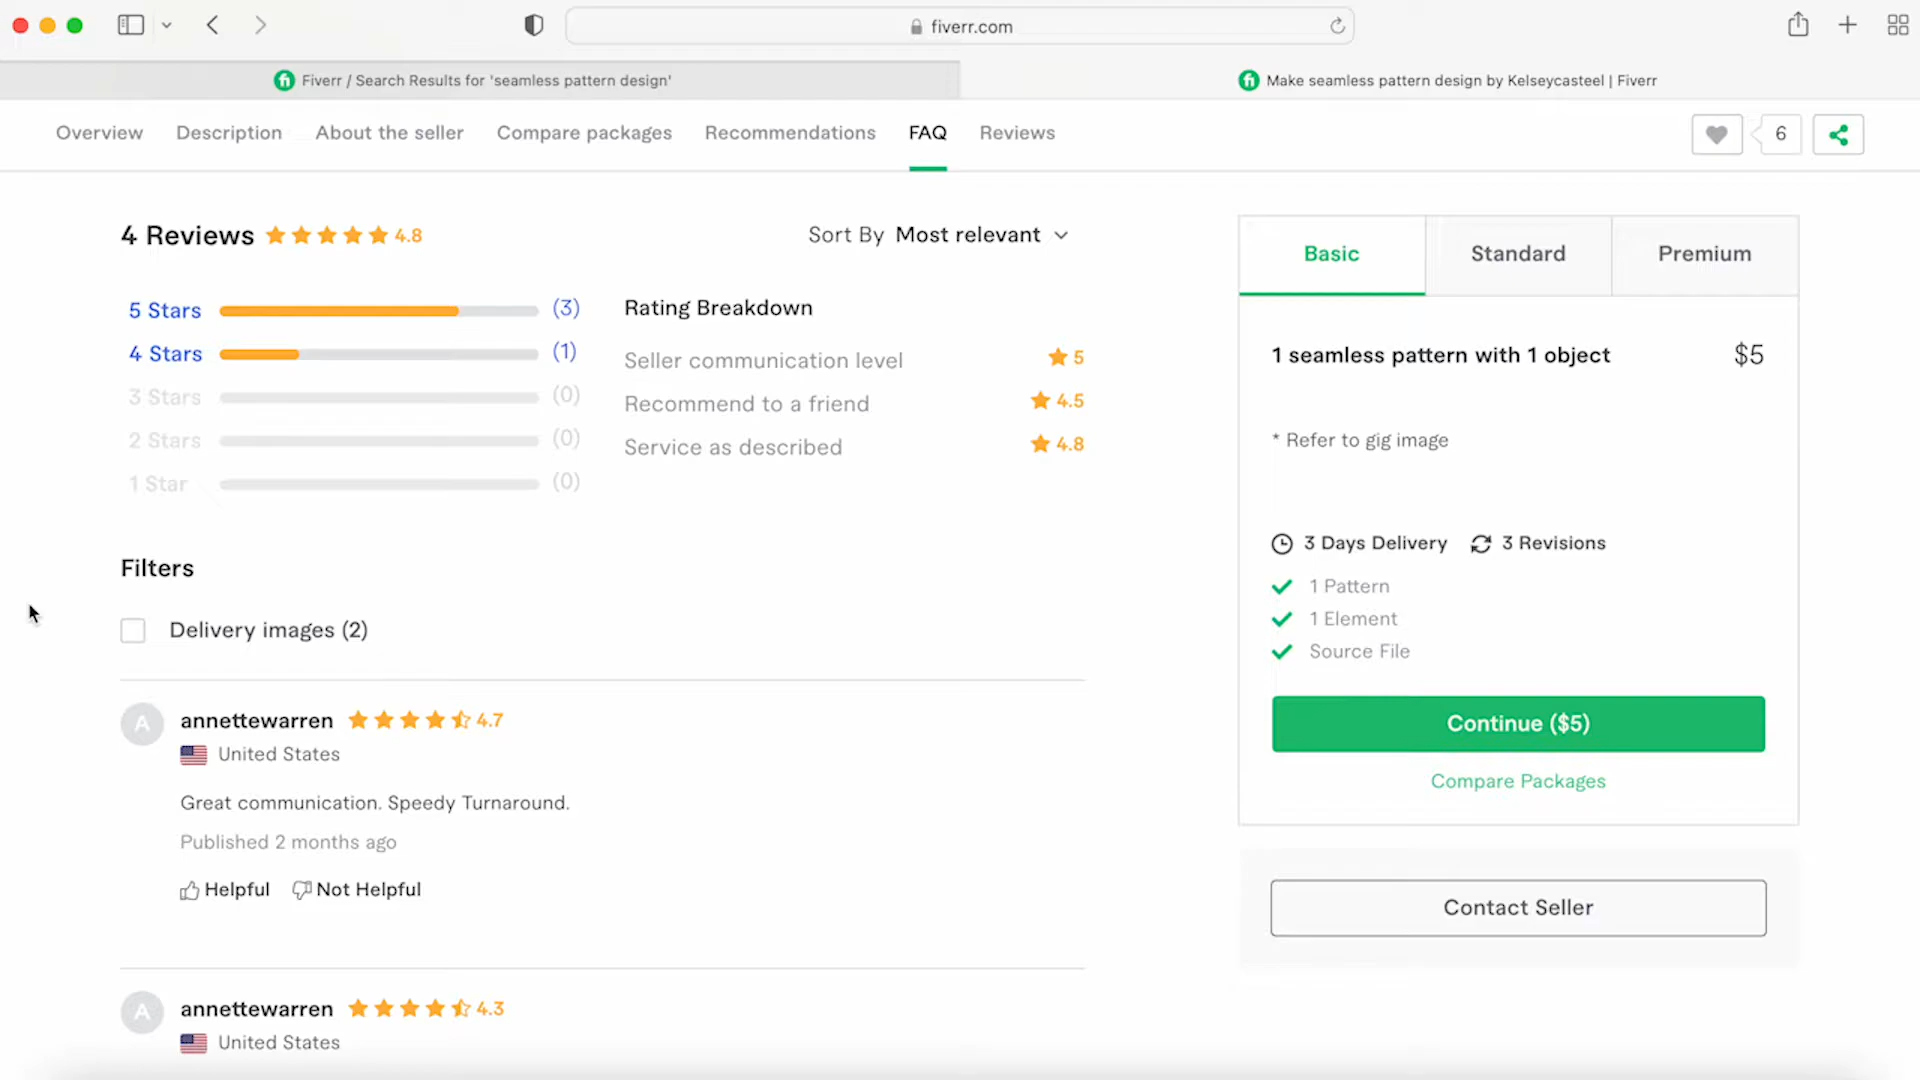 fiverr.com
Fiverr / Search Results for 'seamless pattern design'
Make seamless pattern design by Kelseycasteel | Fiverr
Overview Description About the seller Compare packages Recommendations FAQ Reviews
6
4 Reviews 4.8
Sort By Most relevant
5 Stars (3)
4 Stars (1)
3 Stars (0)
2 Stars (0)
1 Star (0)
Rating Breakdown
Seller communication level 5
Recommend to a friend 4.5
Service as described 4.8
Filters
Delivery images (2)
A
annettewarren 4.7
United States
Great communication. Speedy Turnaround.
Published 2 months ago
Helpful Not Helpful
A
annettewarren 4.3
United States
Basic Standard Premium
1 seamless pattern with 1 object $5
* Refer to gig image
3 Days Delivery 3 Revisions
1 Pattern
1 Element
Source File
Continue ($5)
Compare Packages
Contact Seller